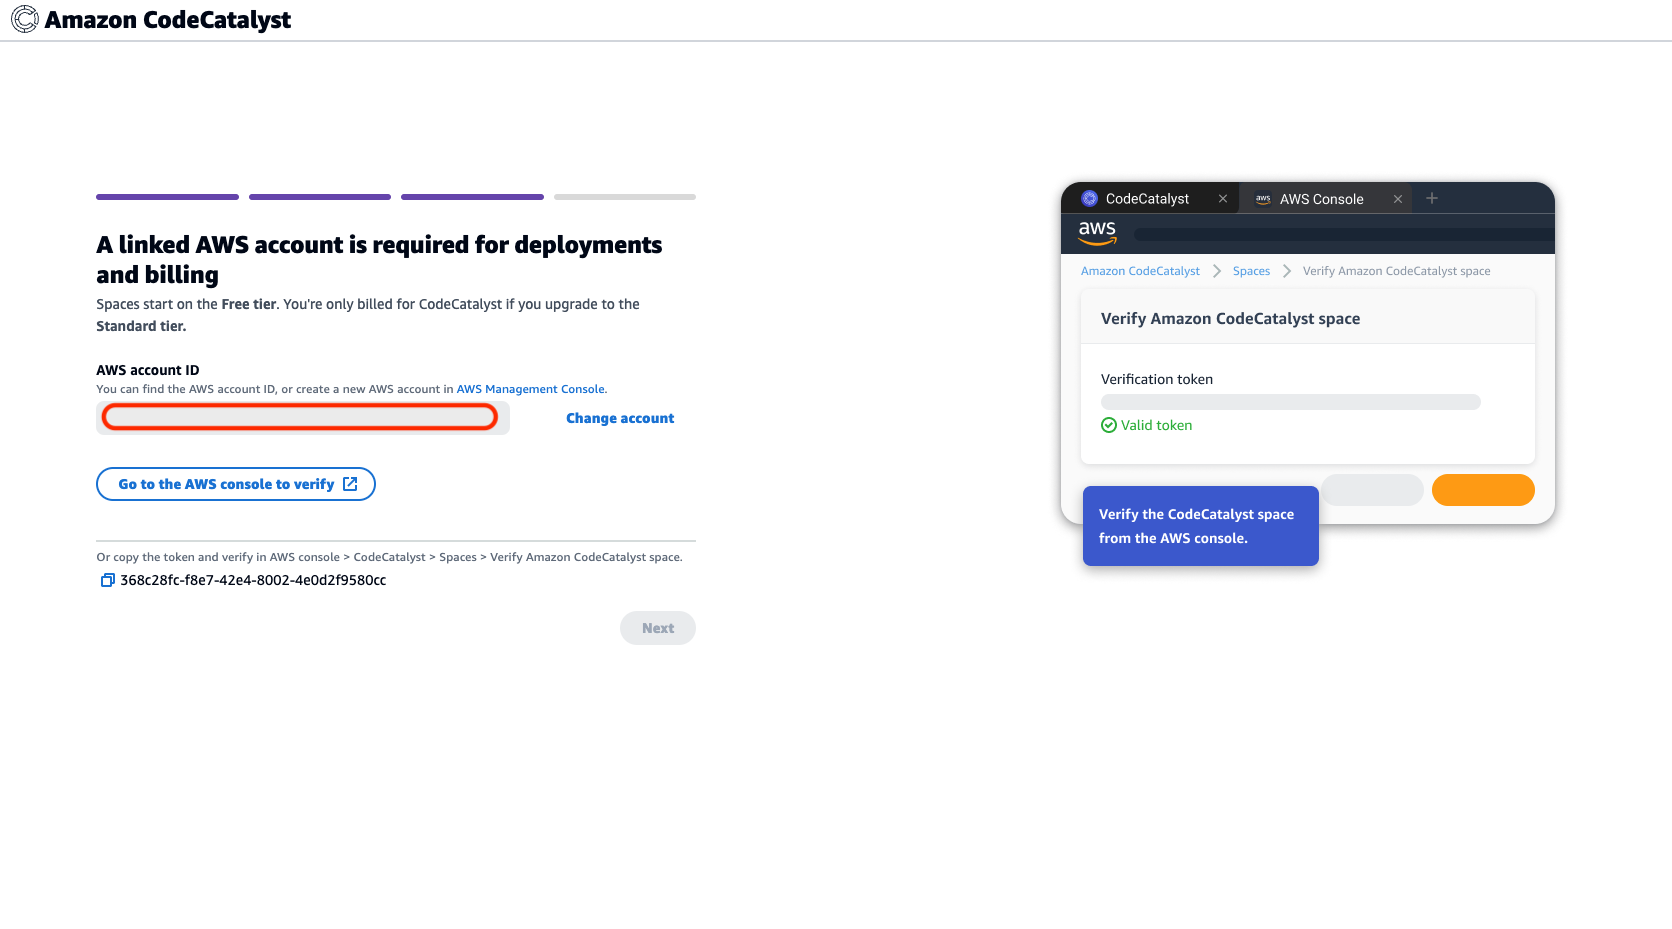 Amazon CodeCatalyst
A linked AWS account is required for deployments
and billing
Spaces start on the Free tier. You're only billed for CodeCatalyst if you upgrade to the
Standard tier.
AWS account ID
You can find the AWS account ID, or create a new AWS account in AWS Management Console.
Change account
Go to the AWS console to verify
Or copy the token and verify in AWS console > CodeCatalyst > Spaces > Verify Amazon CodeCatalyst space.
368c28fc-f8e7-42e4-8002-4e0d2f9580cc
Next
CodeCatalyst
aws AWS Console
aws
Amazon CodeCatalyst > Spaces > Verify Amazon CodeCatalyst space
Verify Amazon CodeCatalyst space
Verification token
Valid token
Verify the CodeCatalyst space
from the AWS console.